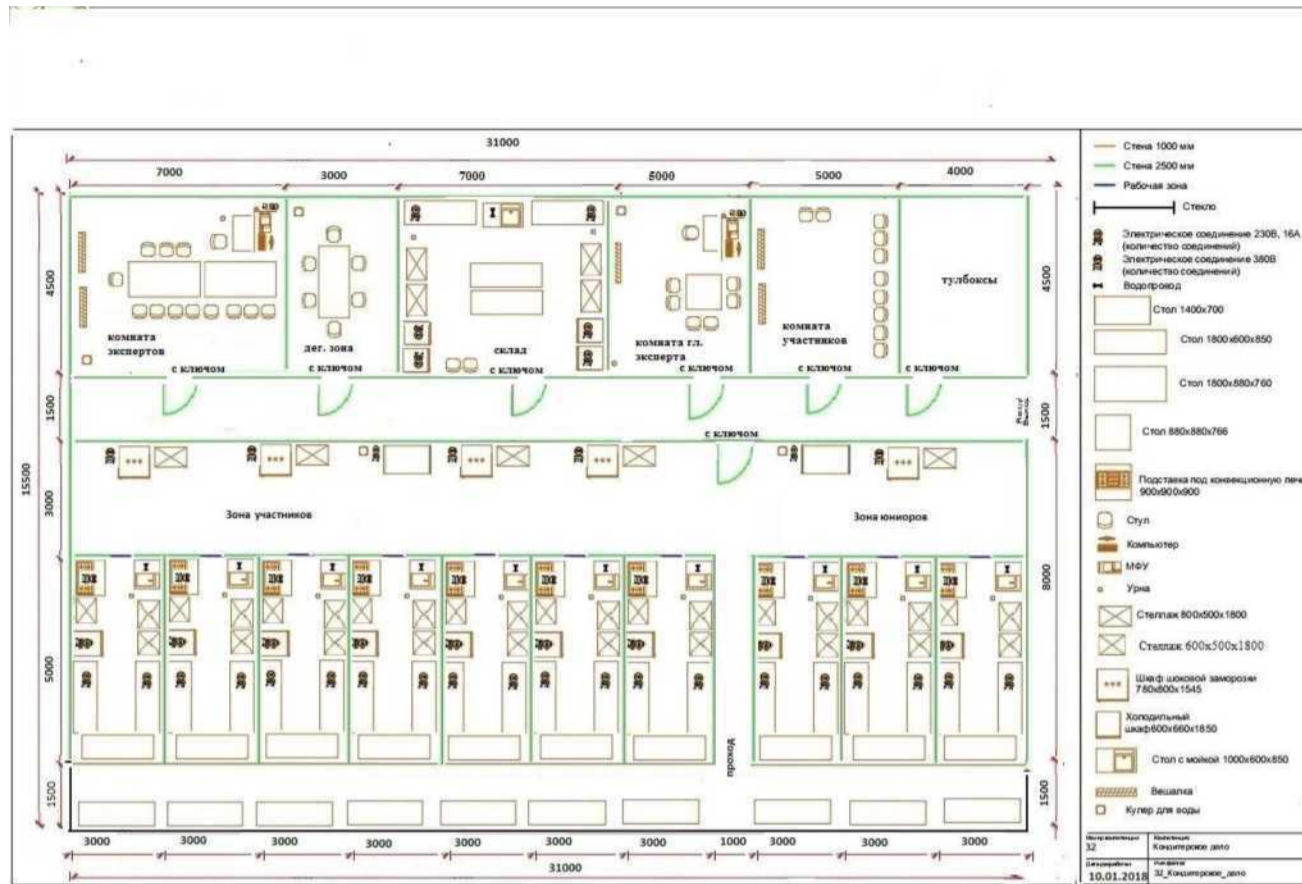 31000
7000 3000 7000 5000 5000 4000
4500
4500
тулбоксы
комната
экспертов
дег. зона
склад
комната гл.
эксперта
комната
участников
с ключом с ключом с ключом с ключом с ключом с ключом
1500
1500
с ключом
15500
3000
Зона участников
Зона юниоров
8000
5000
проход
1500
1500
3000 3000 3000 3000 3000 3000 3000 1000 3000 3000 3000
31000
Стена 1000 мм
Стена 2500 мм
Рабочая зона
Стекло
Электрическое соединение 230В, 16А
(количество соединений)
Электрическое соединение 380В
(количество соединений)
Водопровод
Стол 1400х700
Стол 1800х600х850
Стол 1800х880х760
Стол 880х880х766
Подставка под конвекционную печь
900х900х900
Стул
Компьютер
МФУ
Урна
Стеллаж 800х500х1800
Стеллаж 600х500х1800
Шкаф шоковой заморозки
780х800х1545
Холодильный
шкаф600х660х1850
Стол с мойкой 1000х600х850
Вешалка
Кулер для воды
32
Кондитерское дело
10.01.2018
32_Кондитерское_дело